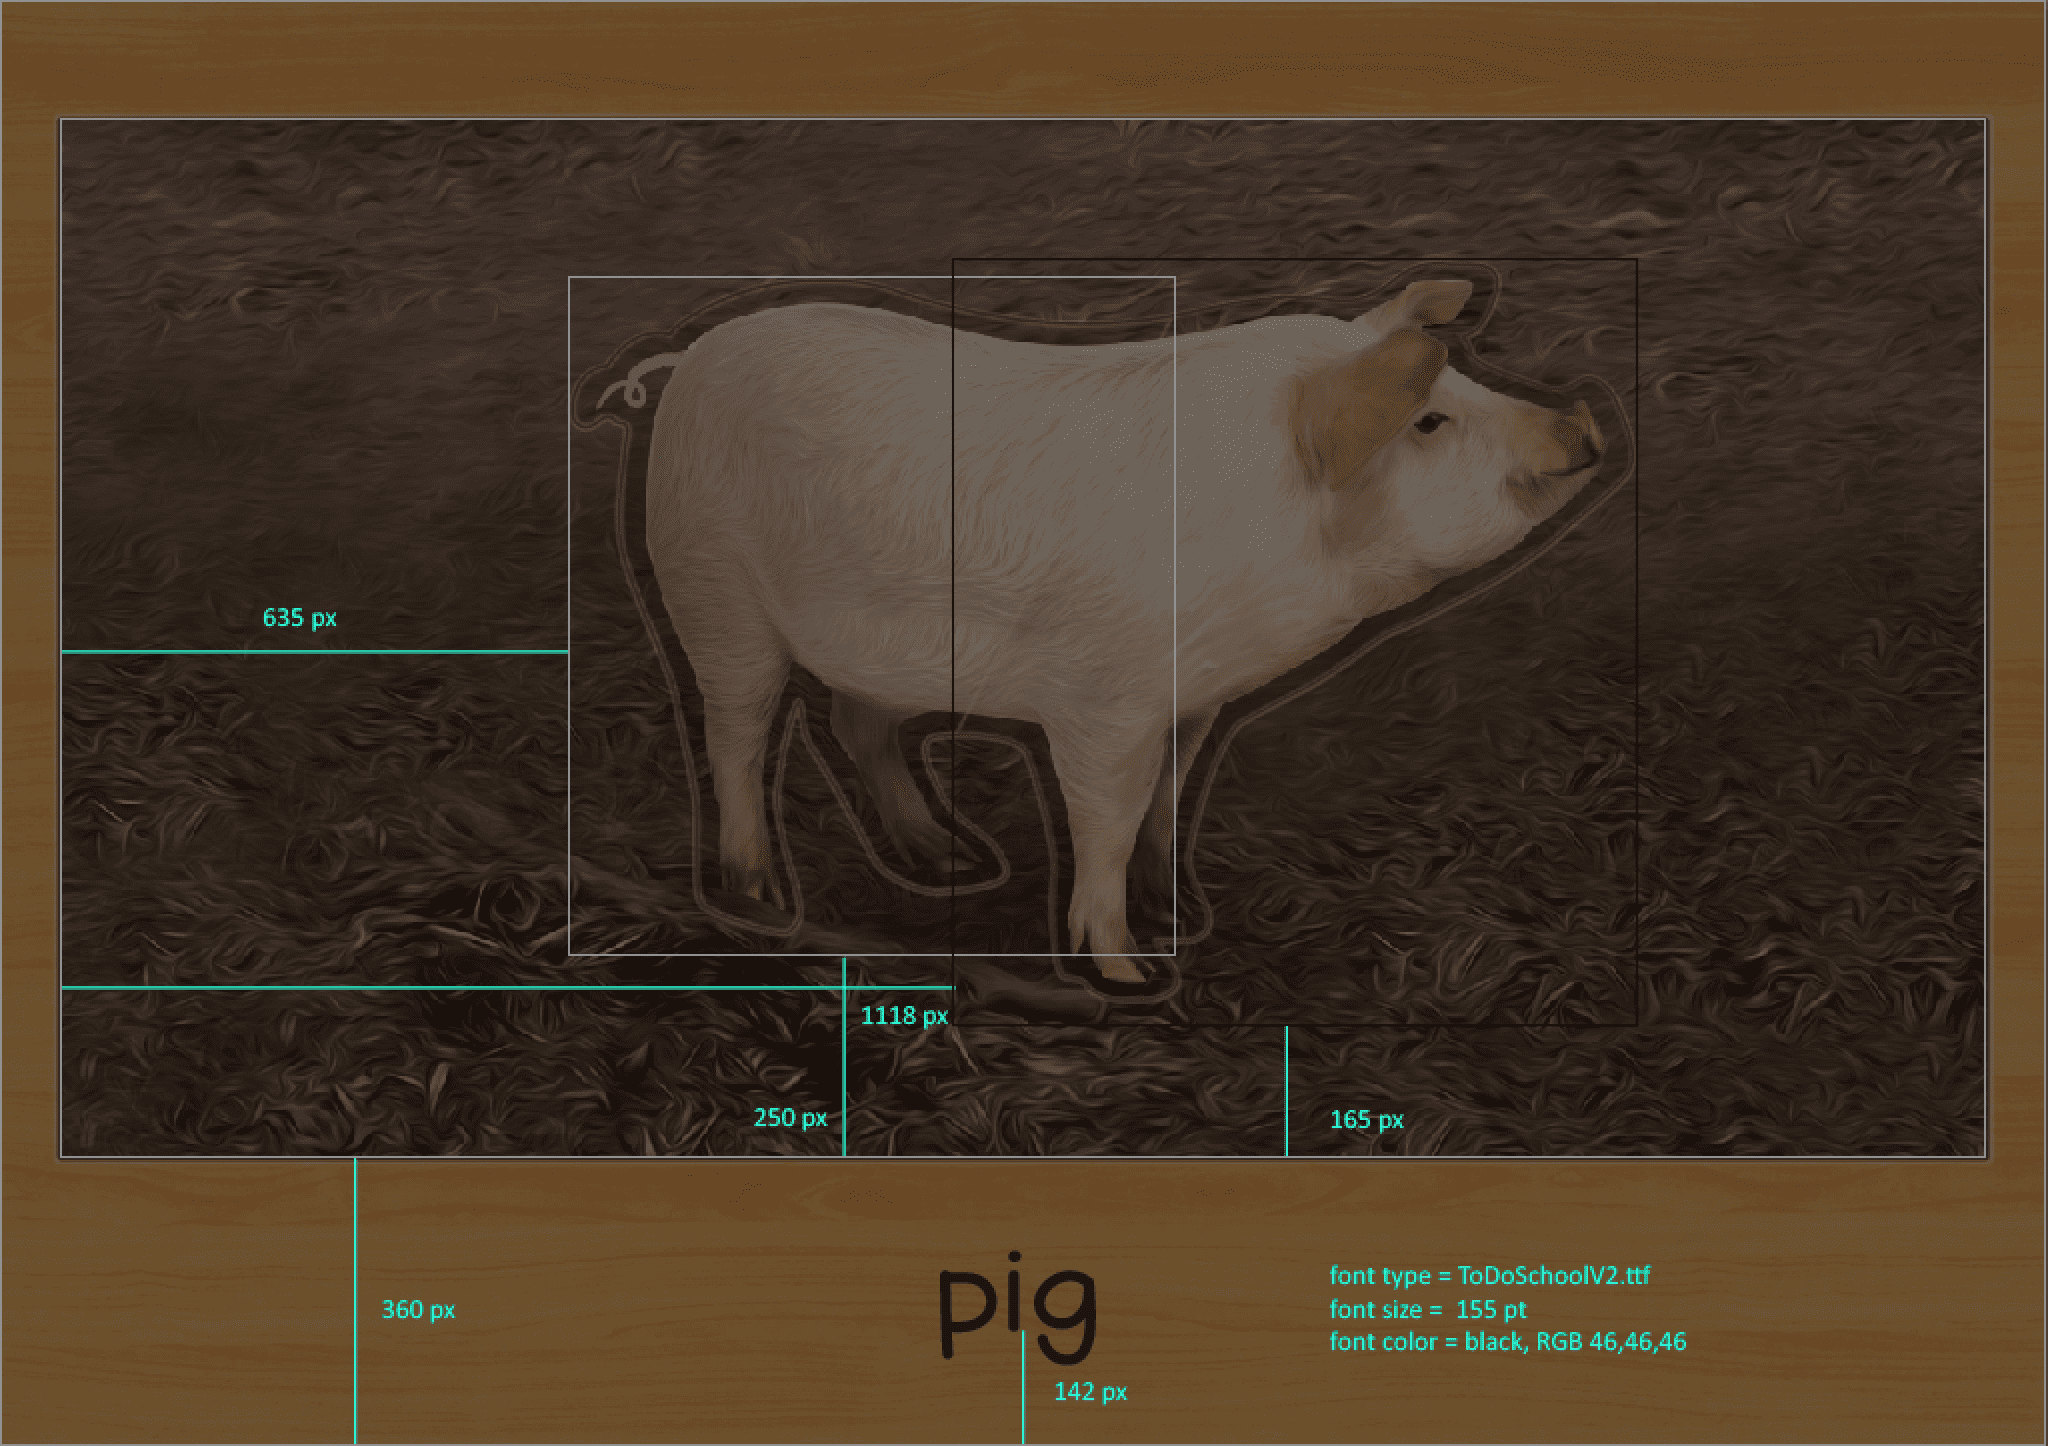 635 px
1118 px
250 px
165 px
pig
360 px
font type = ToDoSchoolV2.ttf
font size =  155 pt
font color = black, RGB 46,46,46
142 px